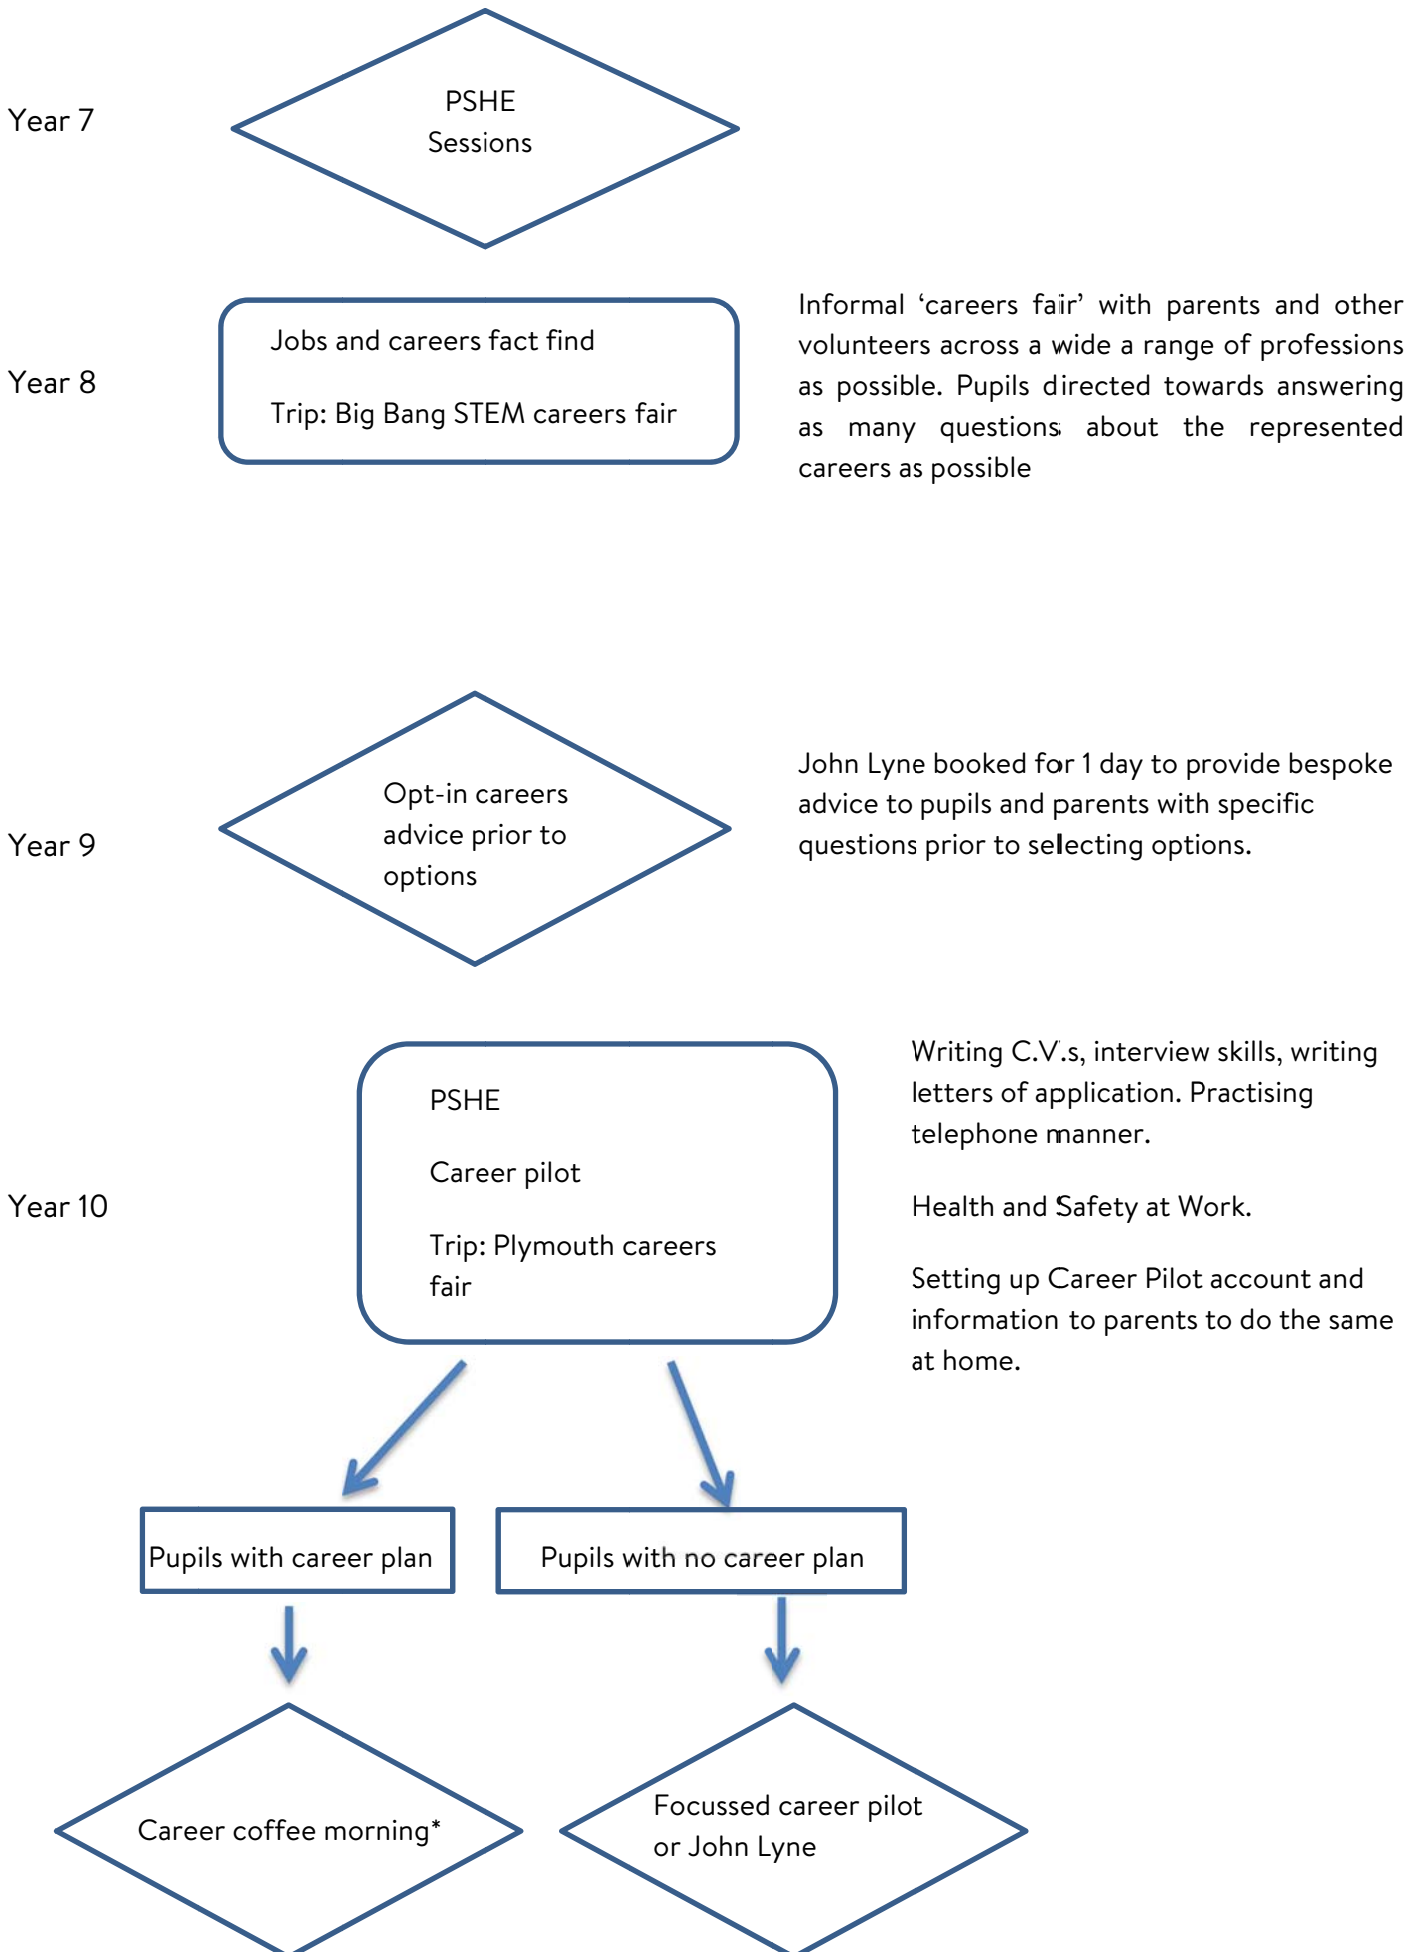 Year 7
PSHE
Sessions
Year 8
Jobs and careers fact find
Trip: Big Bang STEM careers fair
Informal ‘careers fair’ with parents and other
volunteers across a wide a range of professions
as possible. Pupils directed towards answering
as many questions about the represented
careers as possible
Year 9
Opt-in careers
advice prior to
options
John Lyne booked for 1 day to provide bespoke
advice to pupils and parents with specific
questions prior to selecting options.
Year 10
PSHE
Career pilot
Trip: Plymouth careers
fair
Writing C.V.s, interview skills, writing
letters of application. Practising
telephone manner.
Health and Safety at Work.
Setting up Career Pilot account and
information to parents to do the same
at home.
Pupils with career plan
Pupils with no career plan
Career coffee morning*
Focussed career pilot
or John Lyne